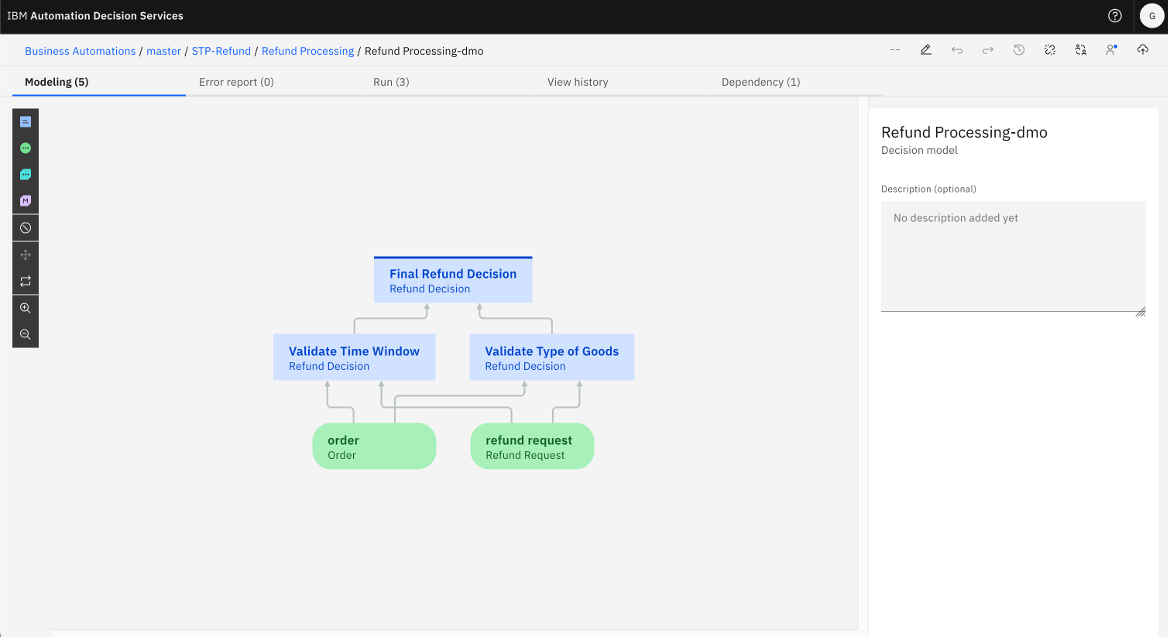 IBM Automation Decision Services
G
Business Automations / master / STP-Refund / Refund Processing / Refund Processing-dmo
--
Modeling (5)
Error report (0)
Run (3)
View history
Dependency (1)
M
Final Refund Decision
Refund Decision
Validate Time Window
Refund Decision
Validate Type of Goods
Refund Decision
order
Order
refund request
Refund Request
Refund Processing-dmo
Decision model
Description (optional)
No description added yet